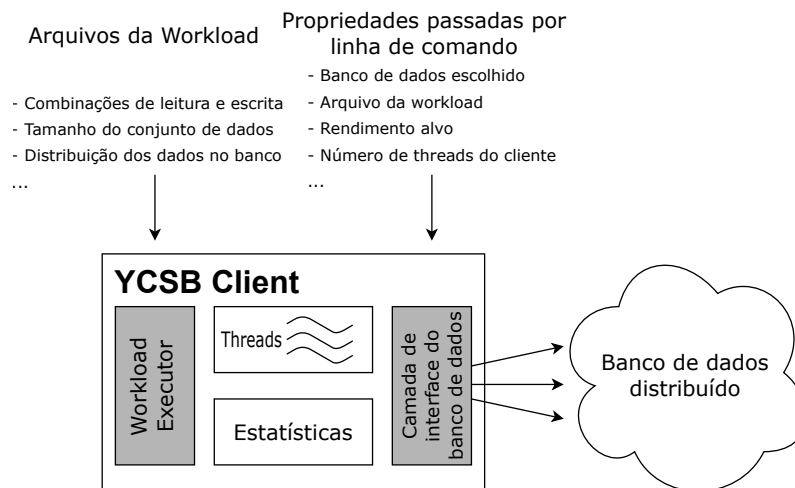 Arquivos da Workload
- Combinações de leitura e escrita
- Tamanho do conjunto de dados
- Distribuição dos dados no banco
...
Propriedades passadas por
linha de comando
- Banco de dados escolhido
- Arquivo da workload
- Rendimento alvo
- Número de threads do cliente
...
YCSB Client
Workload
Executor
Threads
Estatísticas
Camada de
interface do
banco de dados
Banco de dados
distribuído